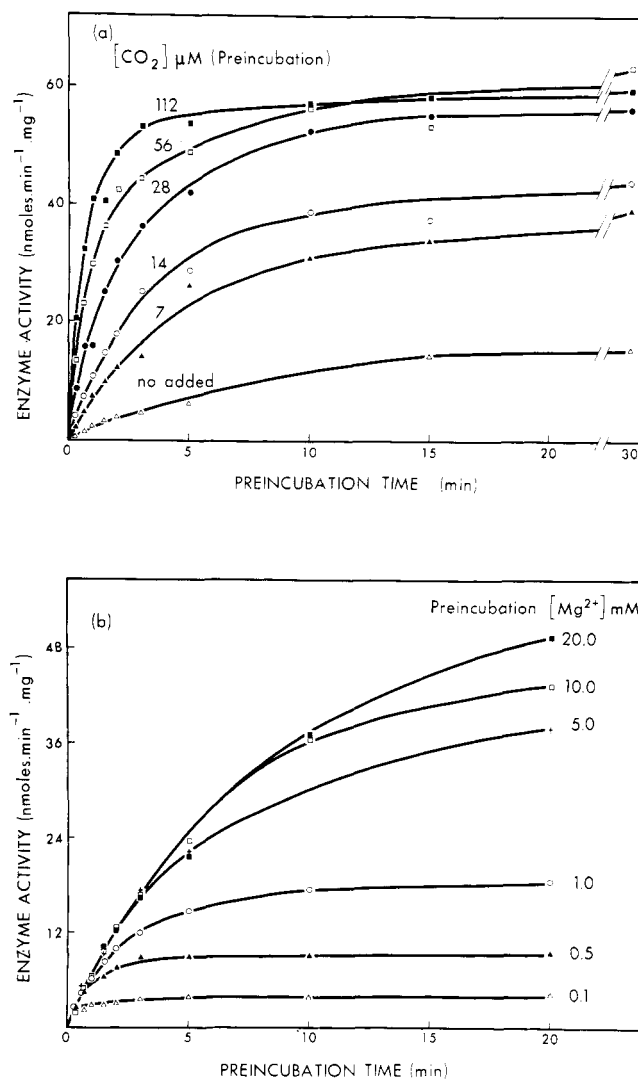 (a)
[CO₂] μM (Preincubation)
60
112
56
28
40
14
20
7
no added
0 5 10 15 20 30
ENZYME ACTIVITY (nmoles.min⁻¹.mg⁻¹)
PREINCUBATION TIME (min)
(b)
Preincubation [Mg²⁺] mM
48
20.0
10.0
36
5.0
24
1.0
12
0.5
0.1
0 5 10 15 20
ENZYME ACTIVITY (nmoles.min⁻¹.mg⁻¹)
PREINCUBATION TIME (min)